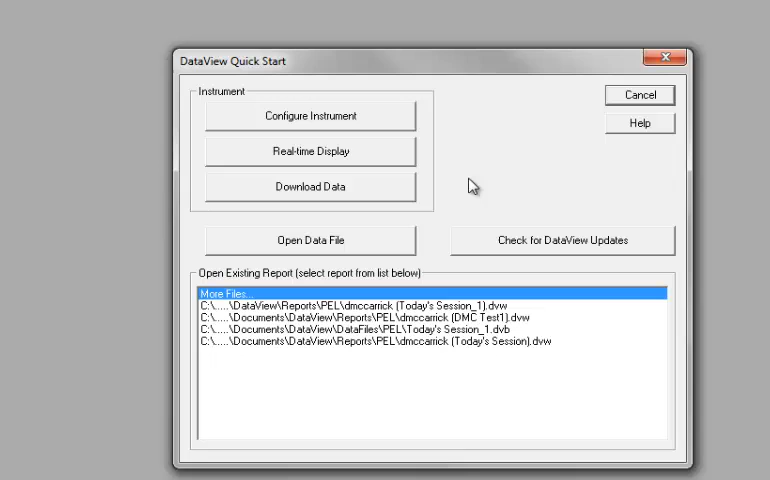 DataView Quick Start
Instrument
Configure Instrument
Real-time Display
Download Data
Cancel
Help
Open Data File
Check for DataView Updates
Open Existing Report (select report from list below)
More Files...
C:\.....\DataView\Reports\PEL\dmccarrick (Today's Session_1).dvw
C:\.....\Documents\DataView\Reports\PEL\dmccarrick (DMC Test1).dvw
C:\.....\Documents\DataView\DataFiles\PEL\Today's Session_1.dvb
C:\.....\Documents\DataView\Reports\PEL\dmccarrick (Today's Session).dvw